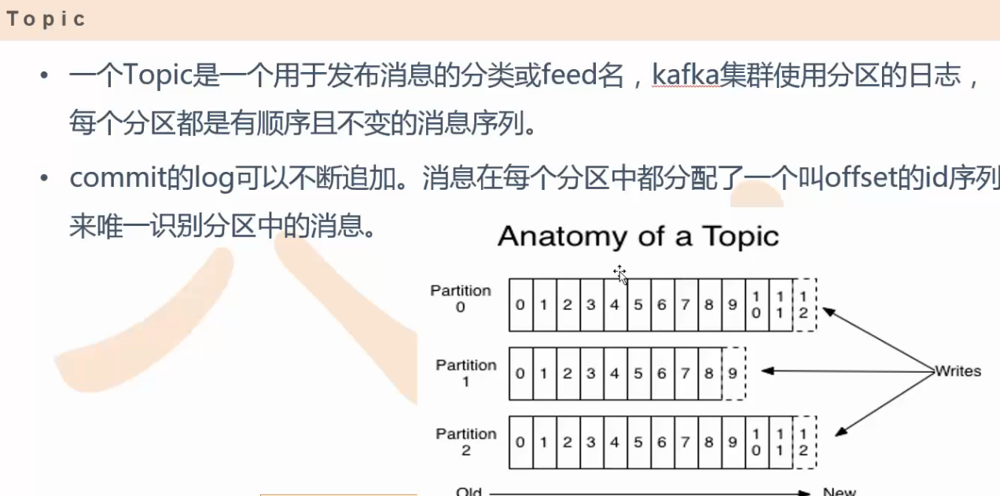 Topic
• 一个Topic是一个用于发布消息的分类或feed名，kafka集群使用分区的日志，
每个分区都是有顺序且不变的消息序列。
• commit的log可以不断追加。消息在每个分区中都分配了一个叫offset的id序列
来唯一识别分区中的消息。
Anatomy of a Topic
Partition 0
0 1 2 3 4 5 6 7 8 9 10 11 12
Partition 1
0 1 2 3 4 5 6 7 8 9
Writes
Partition 2
0 1 2 3 4 5 6 7 8 9 10 11 12
Old New